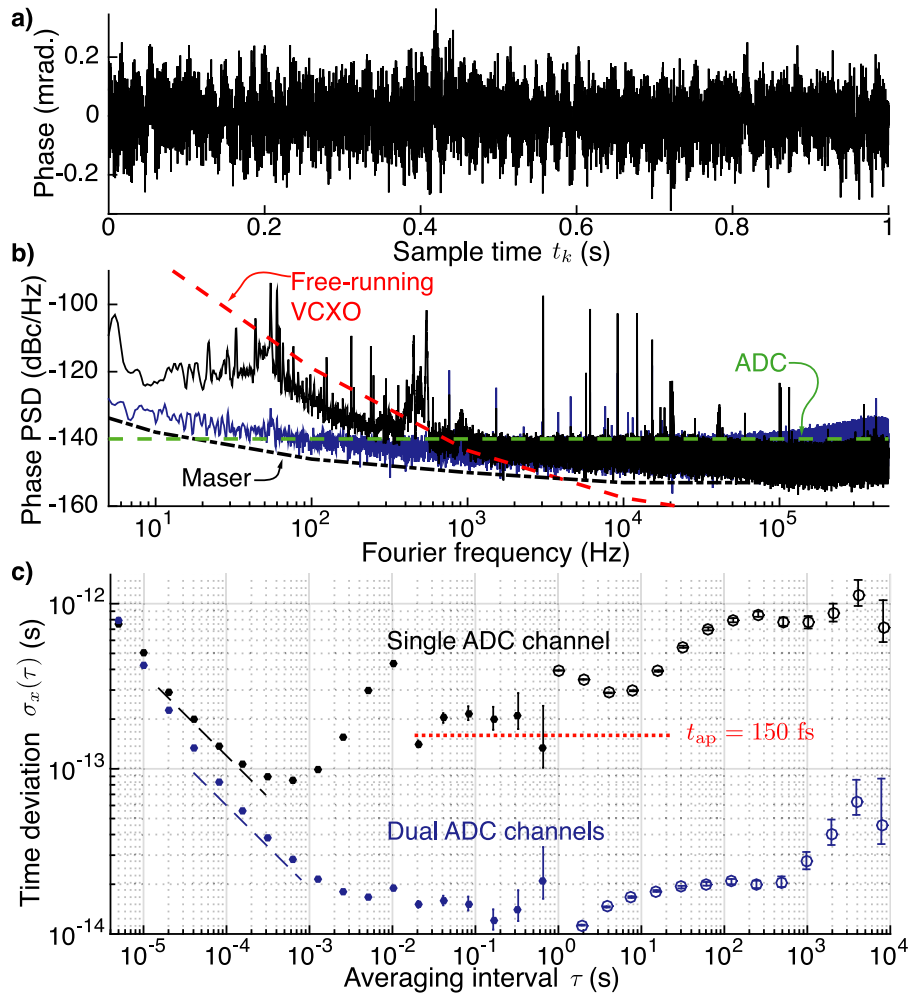 a)
Phase (mrad.)
0.2
0
-0.2
0 0.2 0.4 0.6 0.8 1
Sample time t_k (s)
b)
Phase PSD (dBc/Hz)
-100
-120
-140
-160
Free-running
VCXO
ADC
Maser
10^1 10^2 10^3 10^4 10^5
Fourier frequency (Hz)
c)
Time deviation σ_x(τ) (s)
10^-12
10^-13
10^-14
Single ADC channel
t_ap = 150 fs
Dual ADC channels
10^-5 10^-4 10^-3 10^-2 10^-1 10^0 10^1 10^2 10^3 10^4
Averaging interval τ (s)